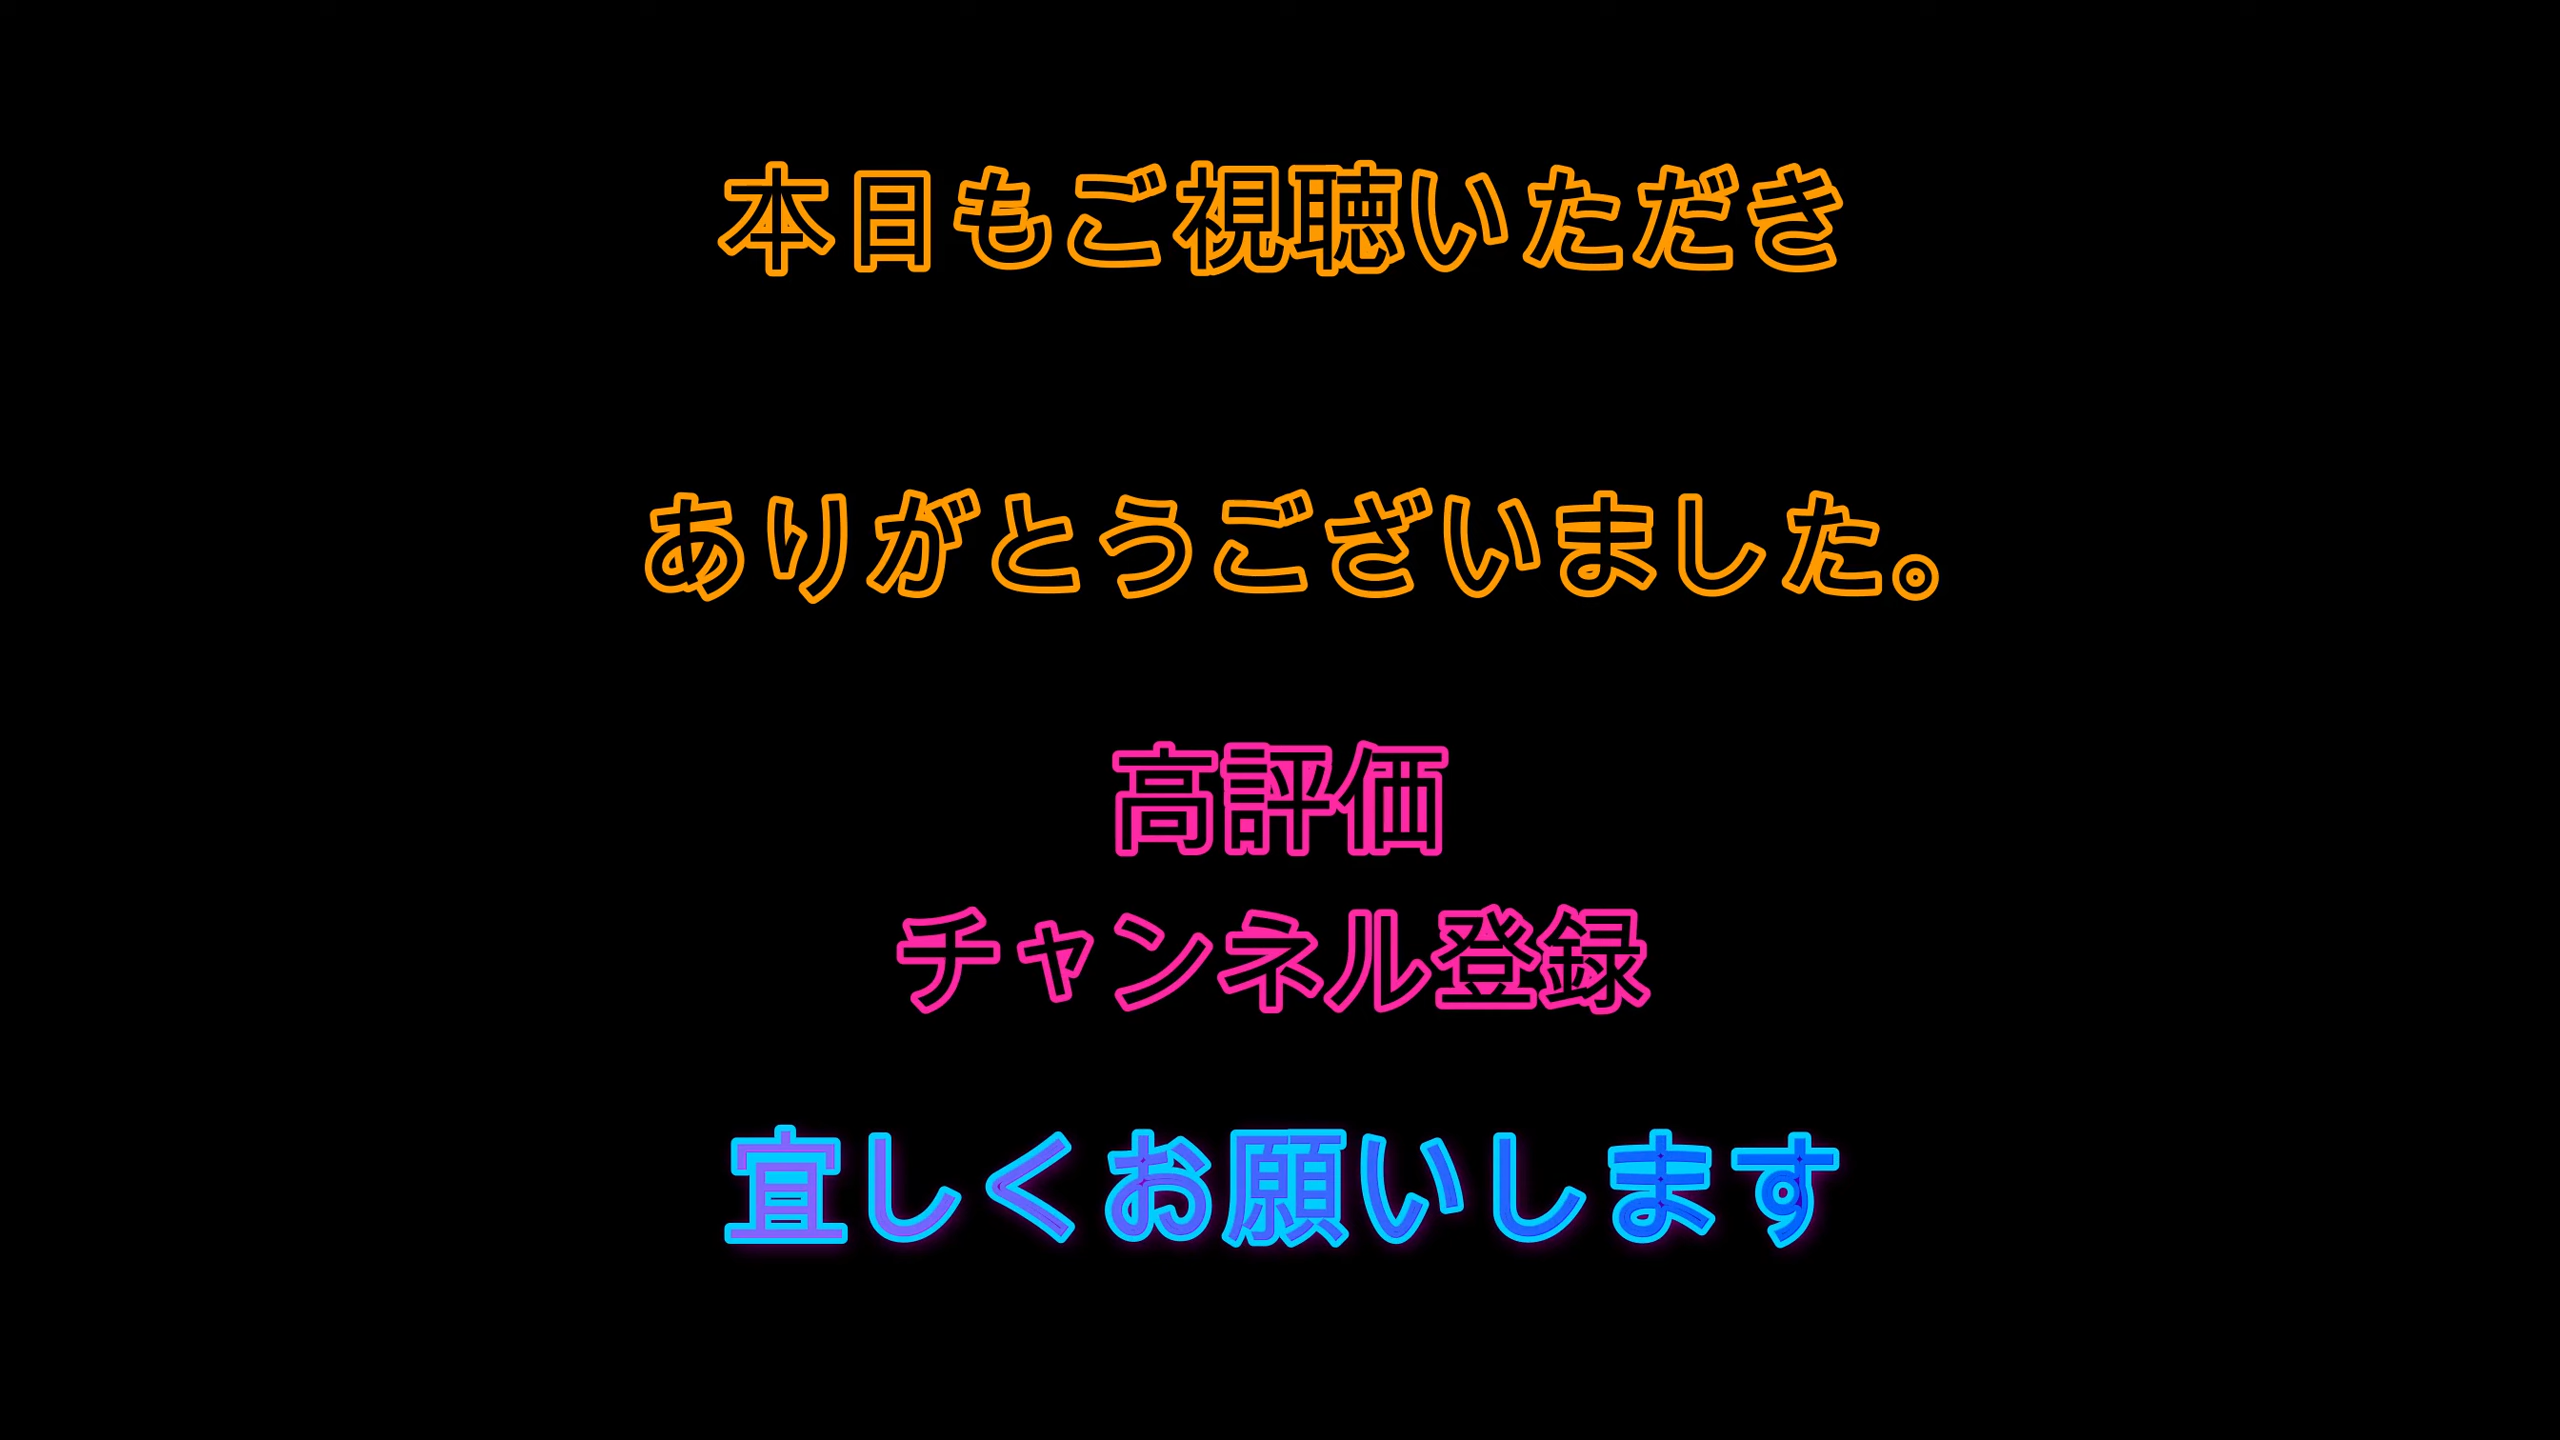 本日もご視聴いただき
ありがとうございました。
高評価
チャンネル登録
宜しくお願いします